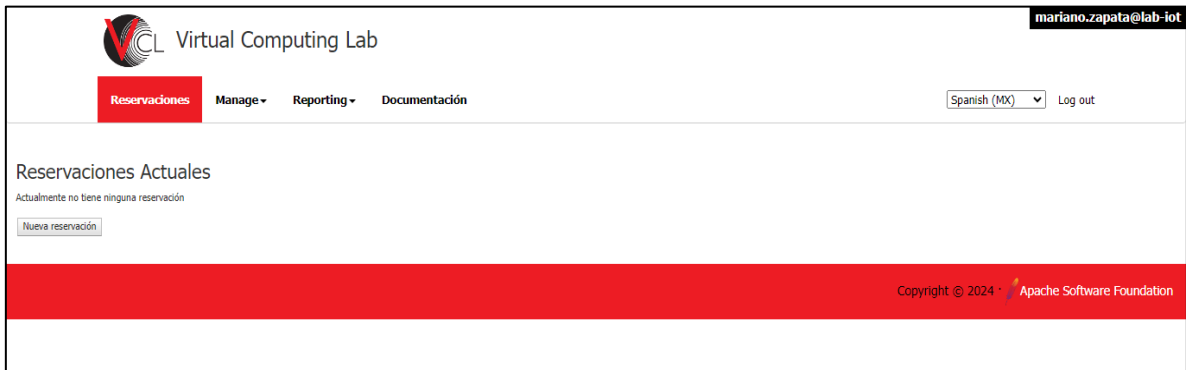 mariano.zapata@lab-iot
VCL Virtual Computing Lab
Reservaciones Manage Reporting Documentación Spanish (MX) Log out
Reservaciones Actuales
Actualmente no tiene ninguna reservación
Nueva reservación
Copyright © 2024 · Apache Software Foundation